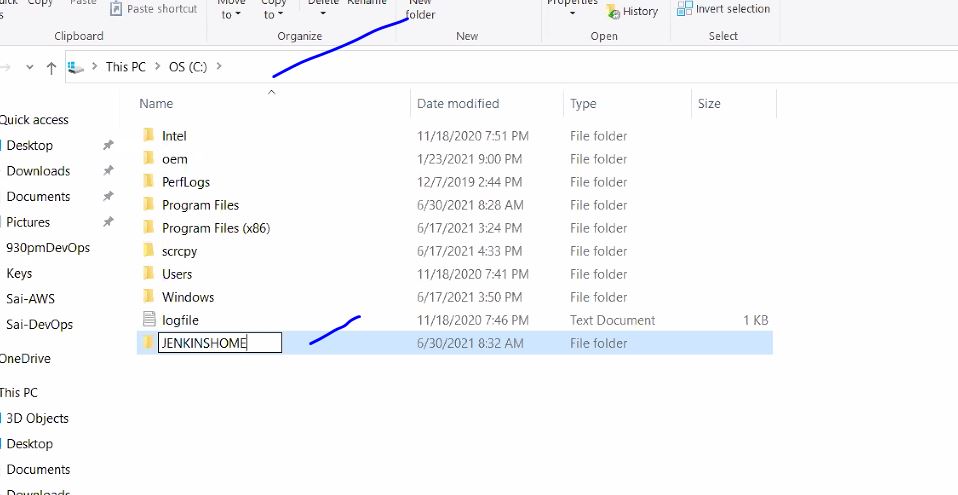 Copy Paste Paste shortcut Move to Copy to Delete Rename New folder Properties History Invert selection
Clipboard Organize New Open Select
This PC OS (C:)
Name Date modified Type Size
Quick access
Desktop
Downloads
Documents
Pictures
930pmDevOps
Keys
Sai-AWS
Sai-DevOps
OneDrive
This PC
3D Objects
Desktop
Documents
Downloads
Intel 11/18/2020 7:51 PM File folder
oem 1/23/2021 9:00 PM File folder
PerfLogs 12/7/2019 2:44 PM File folder
Program Files 6/30/2021 8:28 AM File folder
Program Files (x86) 6/17/2021 3:24 PM File folder
scrcpy 6/17/2021 4:33 PM File folder
Users 11/18/2020 7:41 PM File folder
Windows 6/17/2021 3:50 PM File folder
logfile 11/18/2020 7:46 PM Text Document 1 KB
JENKINSHOME 6/30/2021 8:32 AM File folder